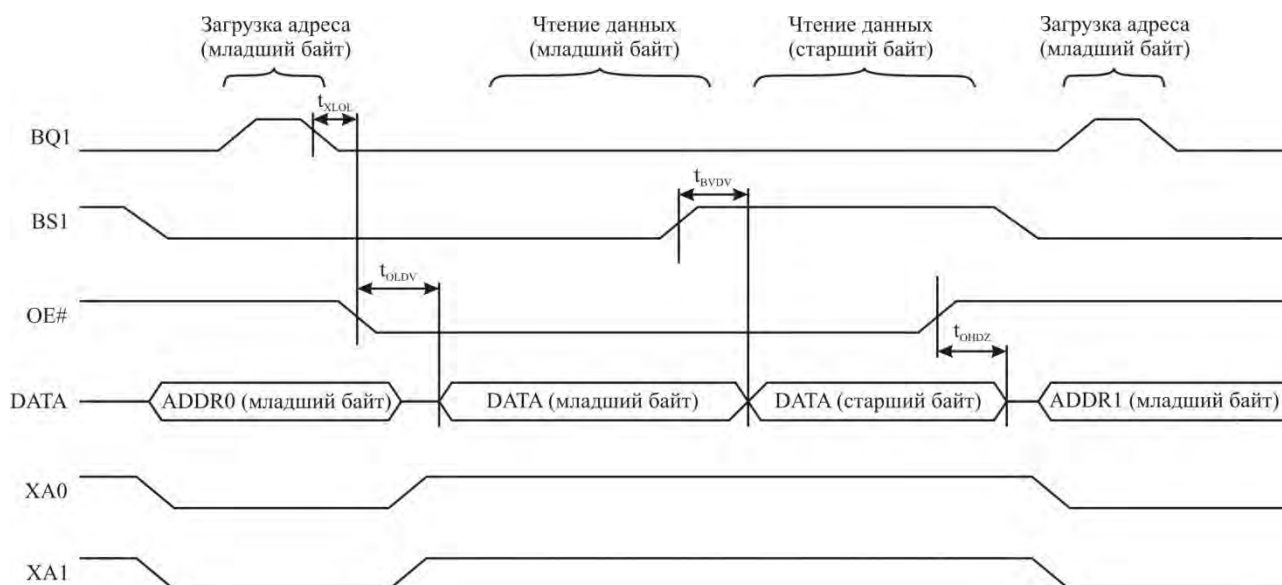 Загрузка адреса
(младший байт)
Чтение данных
(младший байт)
Чтение данных
(старший байт)
Загрузка адреса
(младший байт)
tXLOL
BQ1
tBVDV
BS1
tOLDV
OE#
tOHDZ
DATA
ADDR0 (младший байт)
DATA (младший байт)
DATA (старший байт)
ADDR1 (младший байт)
XA0
XA1